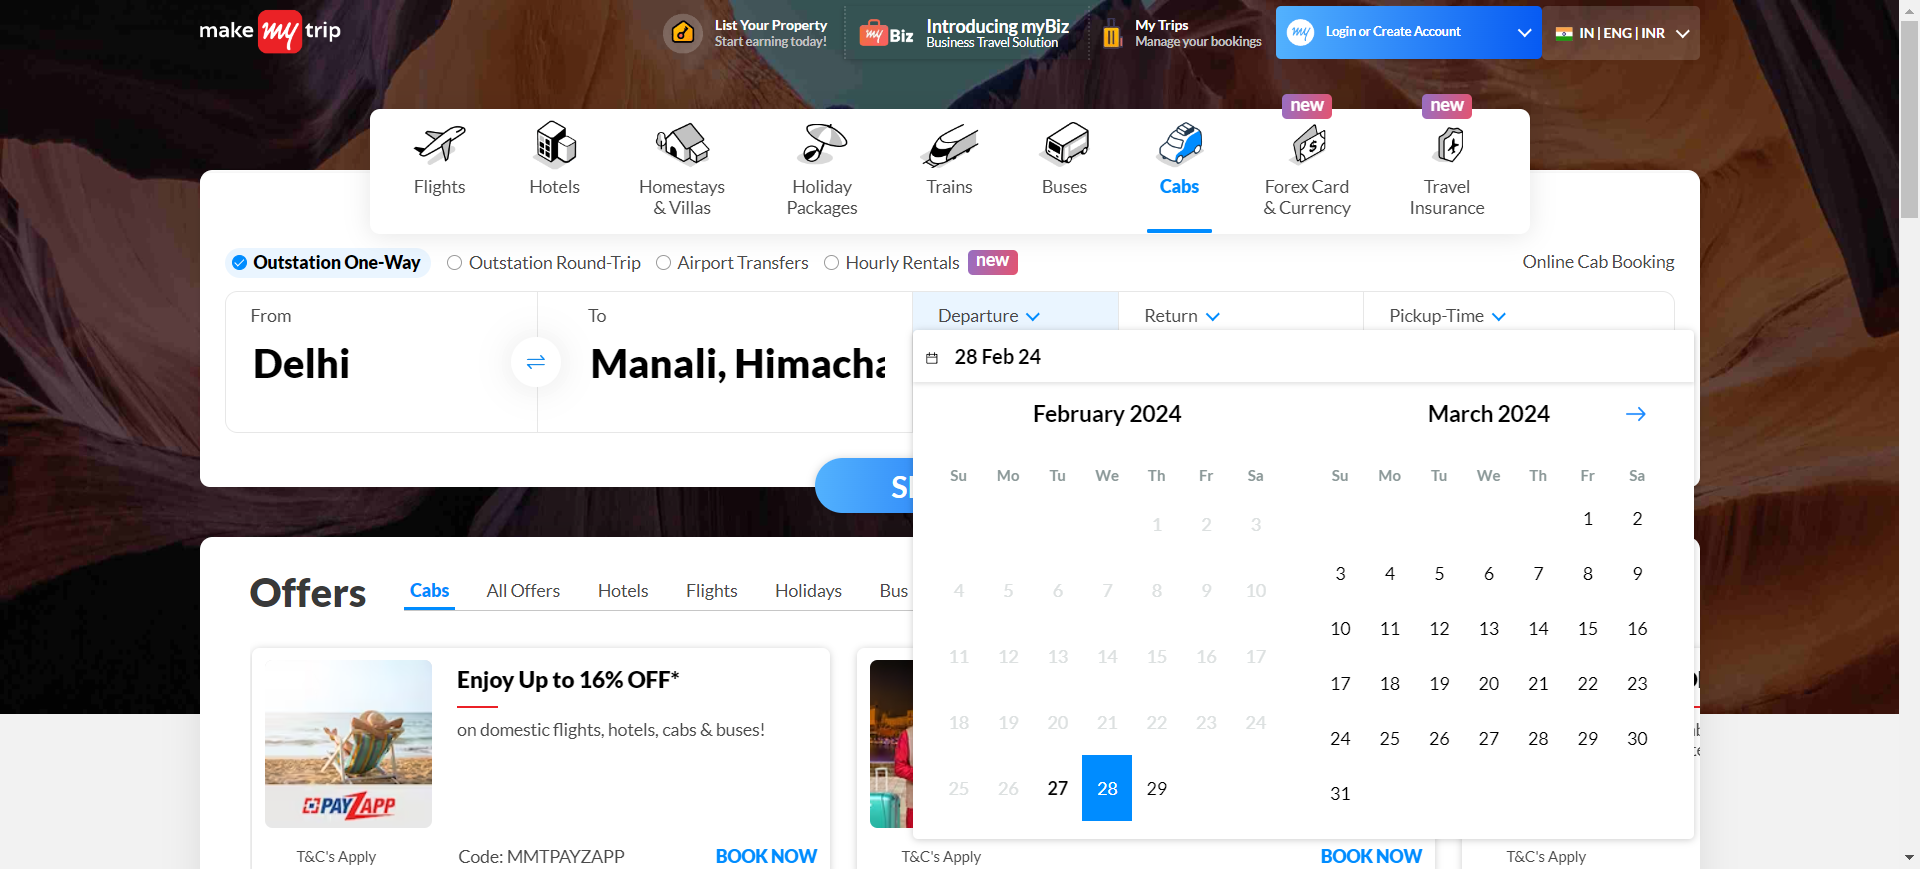 make my trip
List Your Property
Start earning today!
my Biz
Introducing myBiz
Business Travel Solution
My Trips
Manage your bookings
my
Login or Create Account
IN | ENG | INR
new
new
Flights
Hotels
Homestays
& Villas
Holiday
Packages
Trains
Buses
Cabs
Forex Card
& Currency
Travel
Insurance
Outstation One-Way
Outstation Round-Trip
Airport Transfers
Hourly Rentals
new
Online Cab Booking
From
To
Departure
Return
Pickup-Time
Delhi
Manali, Himacha
28 Feb 24
February 2024
March 2024
Su Mo Tu We Th Fr Sa
1 2 3
4 5 6 7 8 9 10
11 12 13 14 15 16 17
18 19 20 21 22 23 24
25 26 27 28 29
Su Mo Tu We Th Fr Sa
1 2
3 4 5 6 7 8 9
10 11 12 13 14 15 16
17 18 19 20 21 22 23
24 25 26 27 28 29 30
31
Offers
Cabs
All Offers
Hotels
Flights
Holidays
Bus
Enjoy Up to 16% OFF*
on domestic flights, hotels, cabs & buses!
PAYZAPP
T&C's Apply
Code: MMTPAYZAPP
BOOK NOW
T&C's Apply
BOOK NOW
T&C's Apply